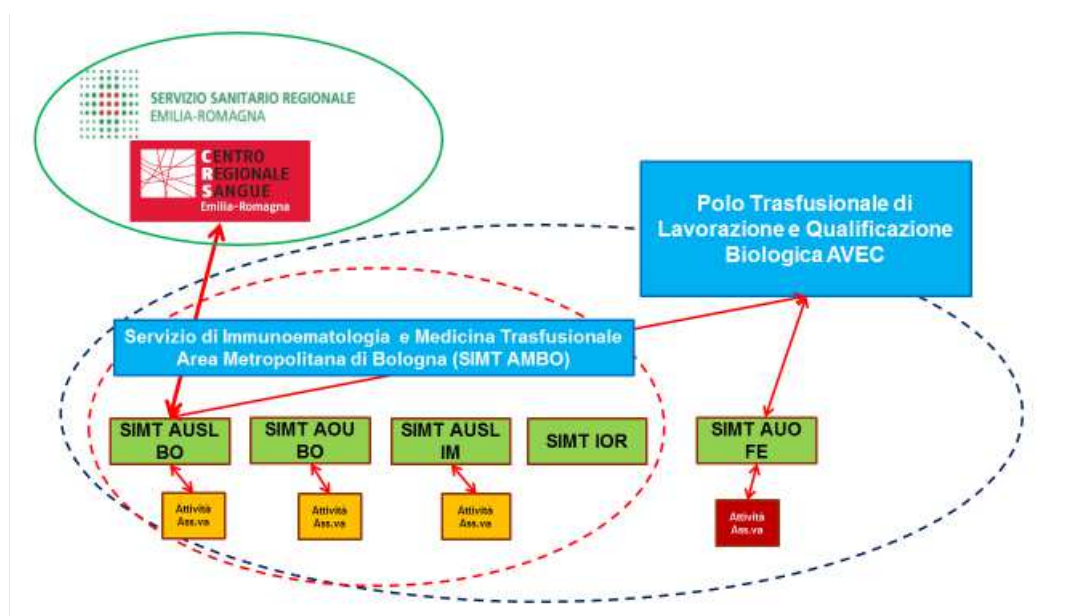 SERVIZIO SANITARIO REGIONALE
EMILIA-ROMAGNA
CENTRO
REGIONALE
SANGUE
Emilia-Romagna
Polo Trasfusionale di
Lavorazione e Qualificazione
Biologica AVEC
Servizio di Immunoematologia e Medicina Trasfusionale
Area Metropolitana di Bologna (SIMT AMBO)
SIMT AUSL
BO
SIMT AOU
BO
SIMT AUSL
IM
SIMT IOR
SIMT AUO
FE
Attività
Ass.va
Attività
Ass.va
Attività
Ass.va
Attività
Ass.va